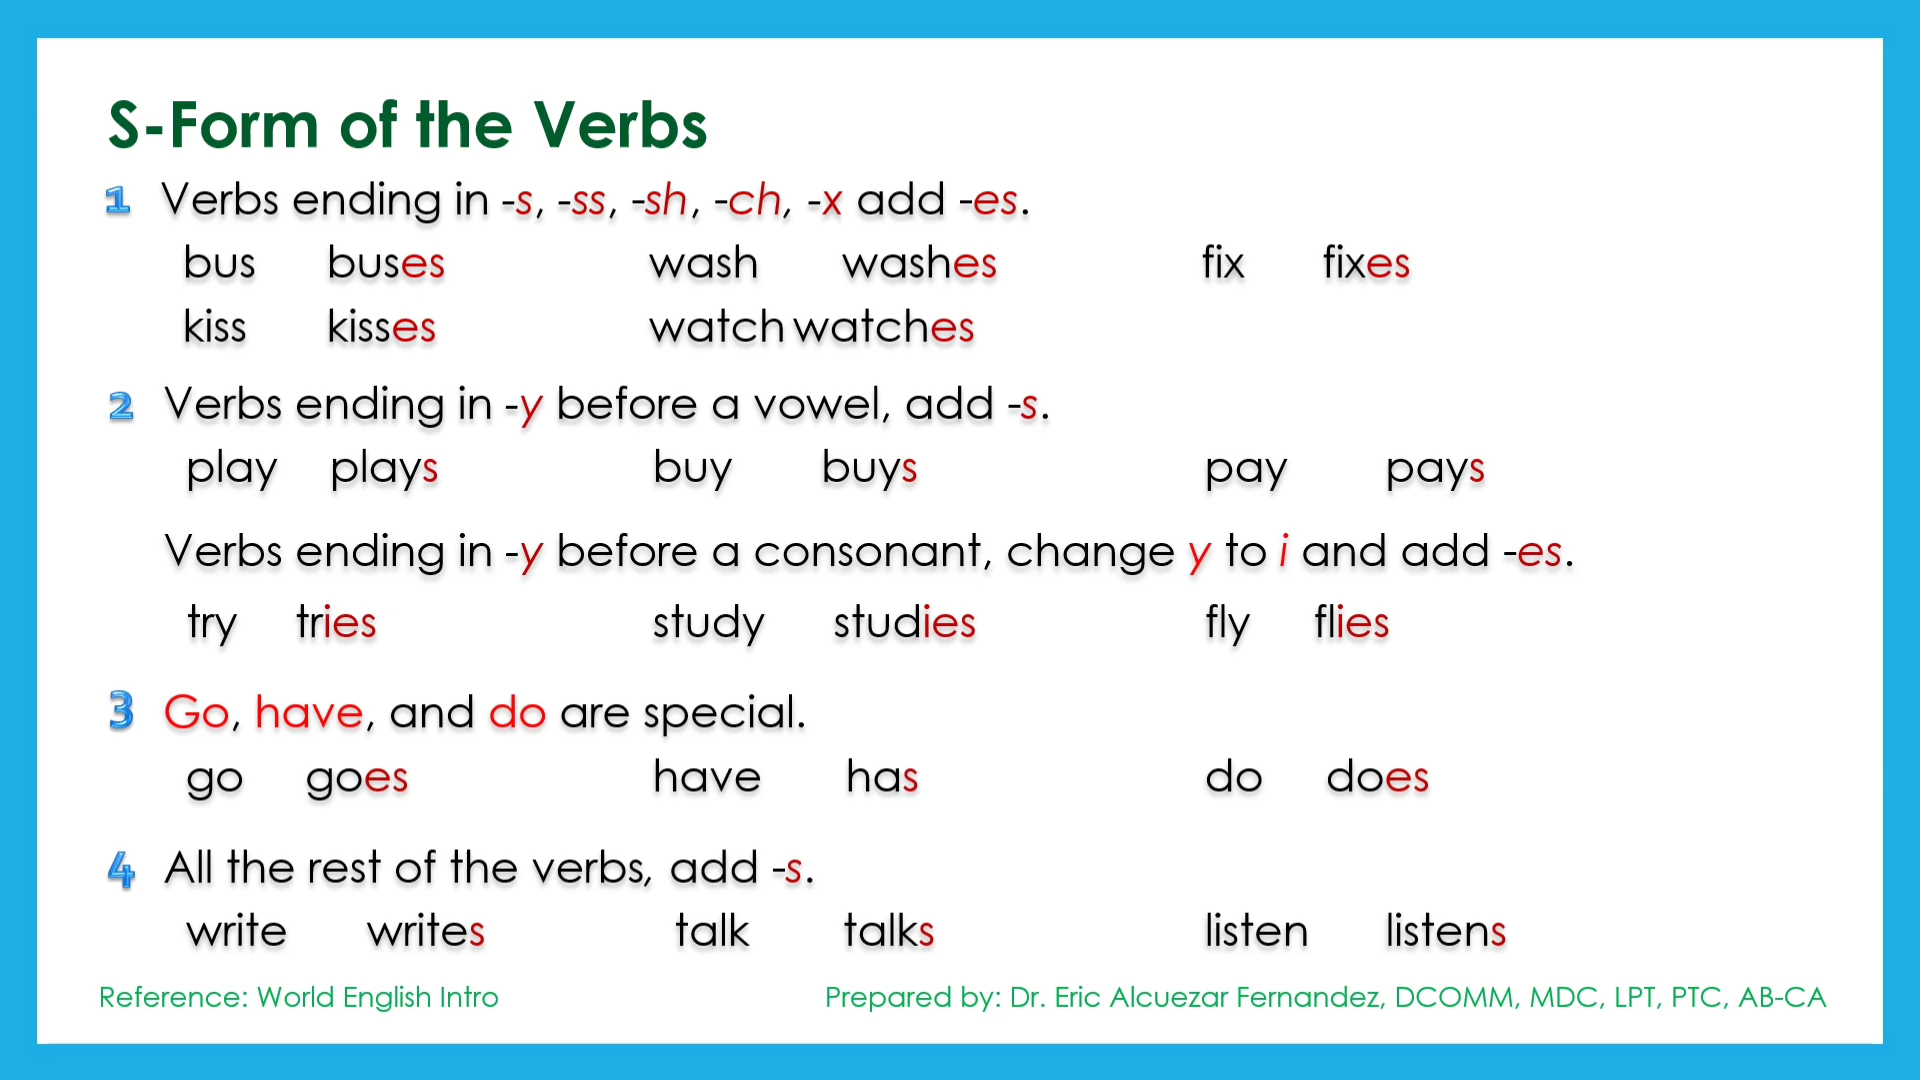 S-Form of the Verbs
1 Verbs ending in -s, -ss, -sh, -ch, -x add -es.
bus buses wash washes fix fixes
kiss kisses watch watches
2 Verbs ending in -y before a vowel, add -s.
play plays buy buys pay pays
Verbs ending in -y before a consonant, change y to i and add -es.
try tries study studies fly flies
3 Go, have, and do are special.
go goes have has do does
4 All the rest of the verbs, add -s.
write writes talk talks listen listens
Reference: World English Intro Prepared by: Dr. Eric Alcuezar Fernandez, DCOMM, MDC, LPT, PTC, AB-CA